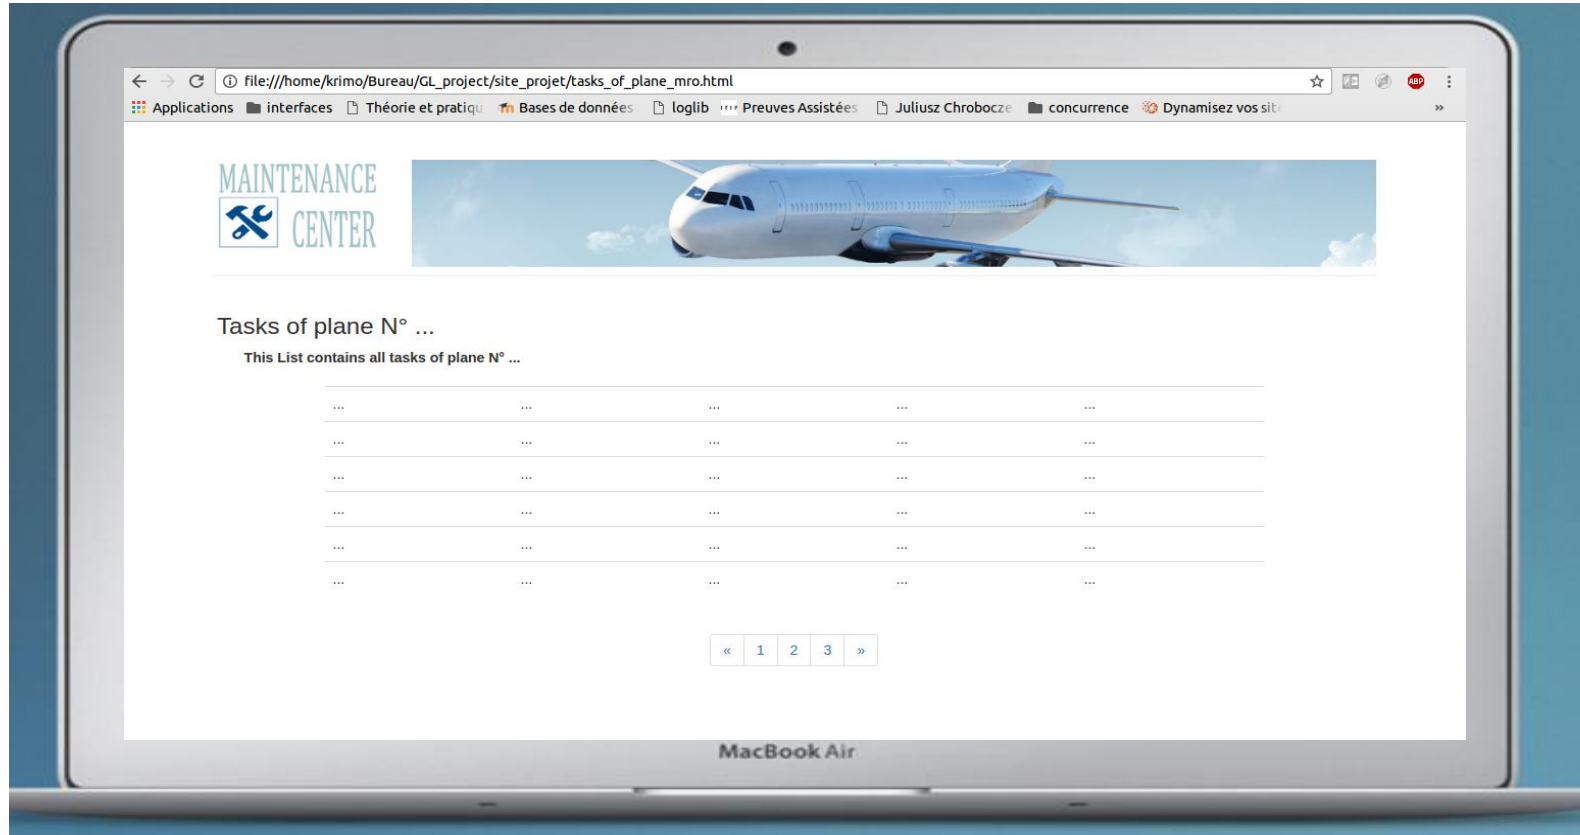 file:///home/krimo/Bureau/GL_project/site_projet/tasks_of_plane_mro.html
ABP
Applications interfaces Théorie et pratiqu Bases de données loglib Preuves Assistées Juliusz Chrobocze concurrence Dynamisez vos site »
MAINTENANCE
CENTER
Tasks of plane N° ...
This List contains all tasks of plane N° ...
... ... ... ... ...
... ... ... ... ...
... ... ... ... ...
... ... ... ... ...
... ... ... ... ...
... ... ... ... ...
« 1 2 3 »
MacBook Air